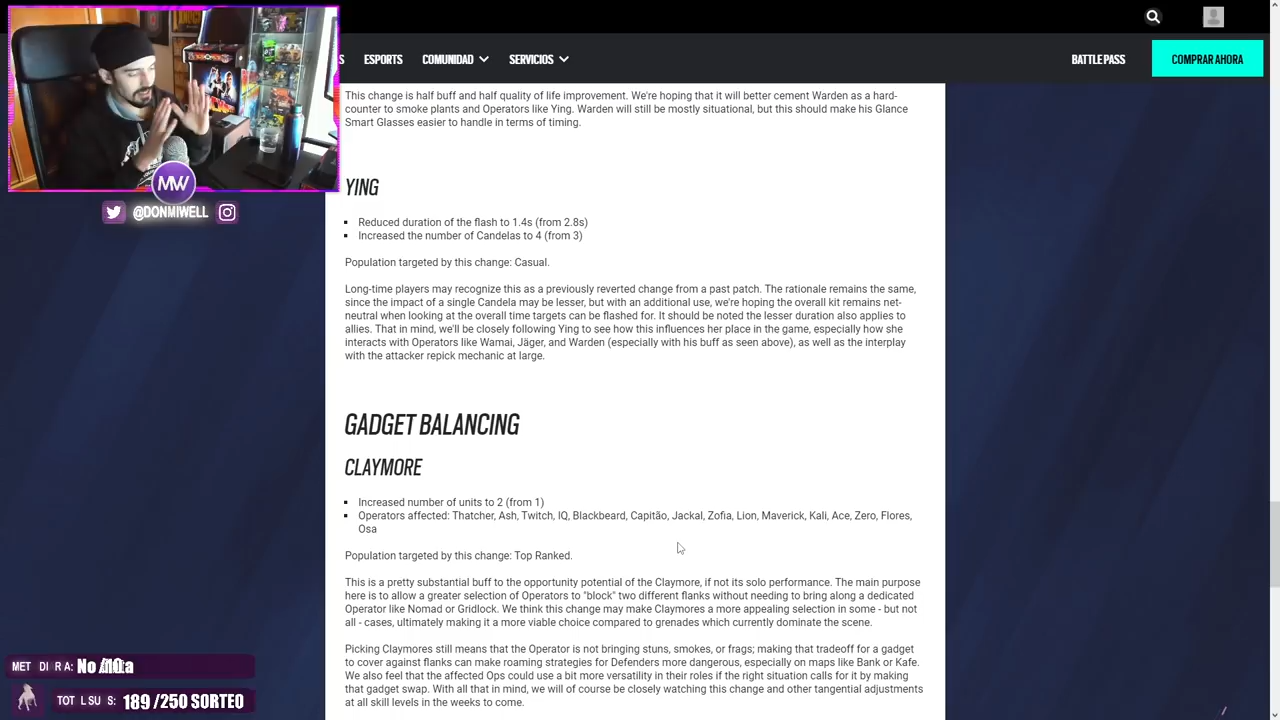 ESPORTS
COMUNIDAD
SERVICIOS
BATTLE PASS
COMPRAR AHORA
This change is half buff and half quality of life improvement. We're hoping that it will better cement Warden as a hard-
counter to smoke plants and Operators like Ying. Warden will still be mostly situational, but this should make his Glance
Smart Glasses easier to handle in terms of timing.
MW
@DONMIWELL
YING
Reduced duration of the flash to 1.4s (from 2.8s)
Increased the number of Candelas to 4 (from 3)
Population targeted by this change: Casual.
Long-time players may recognize this as a previously reverted change from a past patch. The rationale remains the same,
since the impact of a single Candela may be lesser, but with an additional use, we're hoping the overall kit remains net-
neutral when looking at the overall time targets can be flashed for. It should be noted the lesser duration also applies to
allies. That in mind, we'll be closely following Ying to see how this influences her place in the game, especially how she
interacts with Operators like Wamai, Jäger, and Warden (especially with his buff as seen above), as well as the interplay
with the attacker repick mechanic at large.
GADGET BALANCING
CLAYMORE
Increased number of units to 2 (from 1)
Operators affected: Thatcher, Ash, Twitch, IQ, Blackbeard, Capitão, Jackal, Zofia, Lion, Maverick, Kali, Ace, Zero, Flores,
Osa
Population targeted by this change: Top Ranked.
This is a pretty substantial buff to the opportunity potential of the Claymore, if not its solo performance. The main purpose
here is to allow a greater selection of Operators to "block" two different flanks without needing to bring along a dedicated
Operator like Nomad or Gridlock. We think this change may make Claymores a more appealing selection in some - but not
all - cases, ultimately making it a more viable choice compared to grenades which currently dominate the scene.
Picking Claymores still means that the Operator is not bringing stuns, smokes, or frags; making that tradeoff for a gadget
to cover against flanks can make roaming strategies for Defenders more dangerous, especially on maps like Bank or Kafe.
We also feel that the affected Ops could use a bit more versatility in their roles if the right situation calls for it by making
that gadget swap. With all that in mind, we will of course be closely watching this change and other tangential adjustments
at all skill levels in the weeks to come.
189 /250 SORTEO